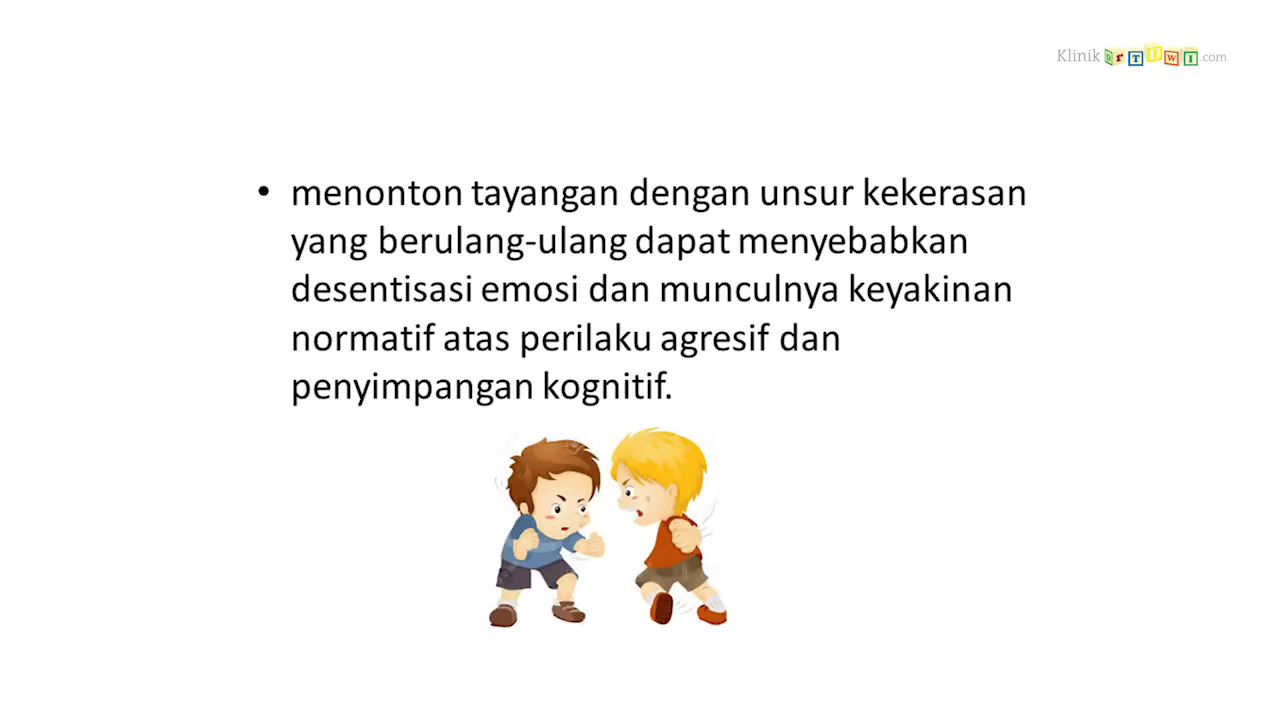 Klinik DrTiwi.com
• menonton tayangan dengan unsur kekerasan
yang berulang-ulang dapat menyebabkan
desentisasi emosi dan munculnya keyakinan
normatif atas perilaku agresif dan
penyimpangan kognitif.